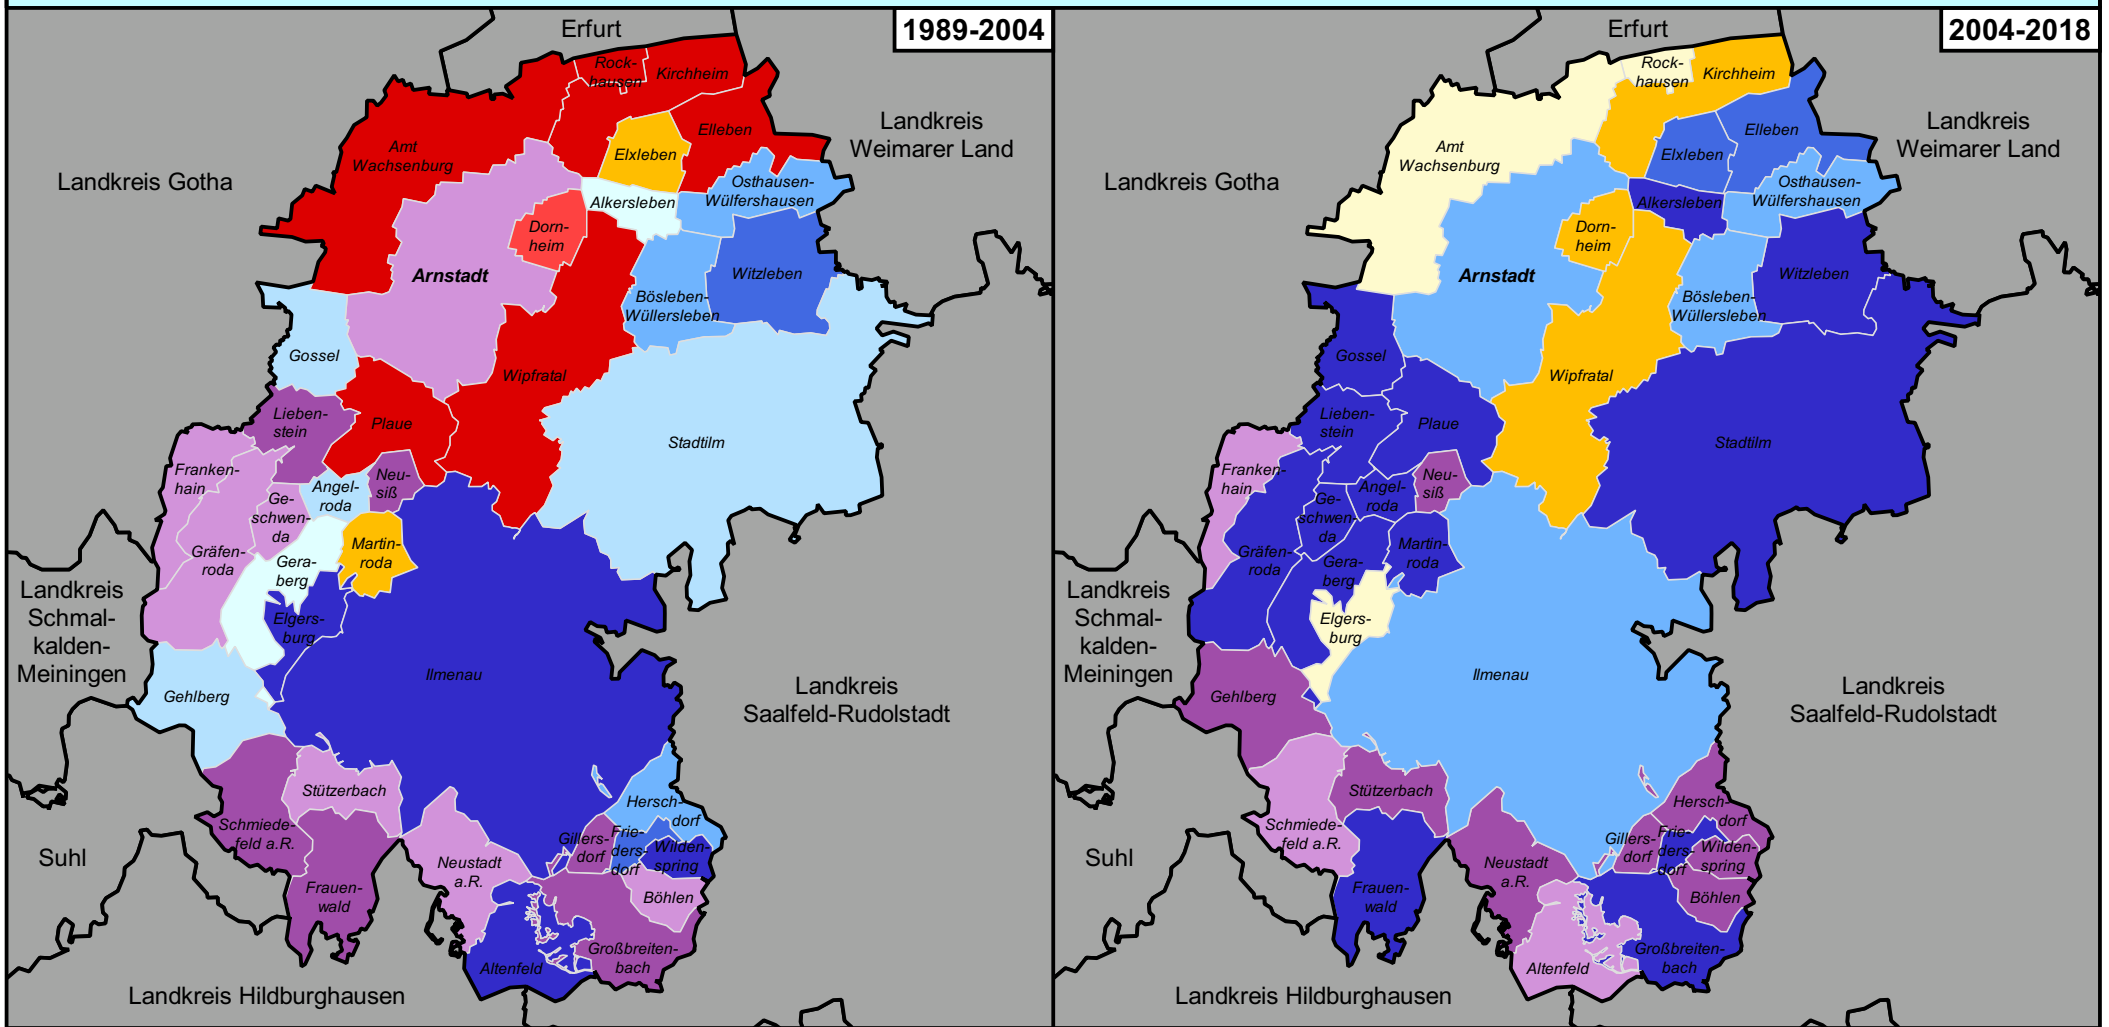 1989-2004
Erfurt
Rock-
hausen
Kirchheim
Landkreis
Weimarer Land
Elleben
Amt
Wachsenburg
Elxleben
Landkreis Gotha
Osthausen-
Wülfershausen
Alkersleben
Dorn-
heim
Arnstadt
Witzleben
Bösleben-
Wüllersleben
Gossel
Wipfratal
Lieben-
stein
Plaue
Stadtilm
Franken-
hain
Neu-
siß
Angel-
roda
Ge-
schwen-
da
Martin-
roda
Gräfen-
roda
Gera-
berg
Landkreis
Schmal-
kalden-
Meiningen
Elgers-
burg
Ilmenau
Gehlberg
Landkreis
Saalfeld-Rudolstadt
Stützerbach
Hersch-
dorf
Schmiede-
feld a.R.
Gillers-
dorf
Frie-
ders-
dorf
Wilden-
spring
Suhl
Neustadt
a.R.
Frauen-
wald
Böhlen
Großbreiten-
bach
Altenfeld
Landkreis Hildburghausen
2004-2018
Erfurt
Rock-
hausen
Kirchheim
Landkreis
Weimarer Land
Elleben
Amt
Wachsenburg
Elxleben
Landkreis Gotha
Osthausen-
Wülfershausen
Alkersleben
Dorn-
heim
Arnstadt
Witzleben
Bösleben-
Wüllersleben
Gossel
Wipfratal
Lieben-
stein
Plaue
Stadtilm
Franken-
hain
Neu-
siß
Angel-
roda
Ge-
schwen-
da
Martin-
roda
Gräfen-
roda
Gera-
berg
Landkreis
Schmal-
kalden-
Meiningen
Elgers-
burg
Ilmenau
Gehlberg
Landkreis
Saalfeld-Rudolstadt
Stützerbach
Hersch-
dorf
Schmiede-
feld a.R.
Gillers-
dorf
Frie-
ders-
dorf
Wilden-
spring
Suhl
Neustadt
a.R.
Frauen-
wald
Böhlen
Großbreiten-
bach
Altenfeld
Landkreis Hildburghausen